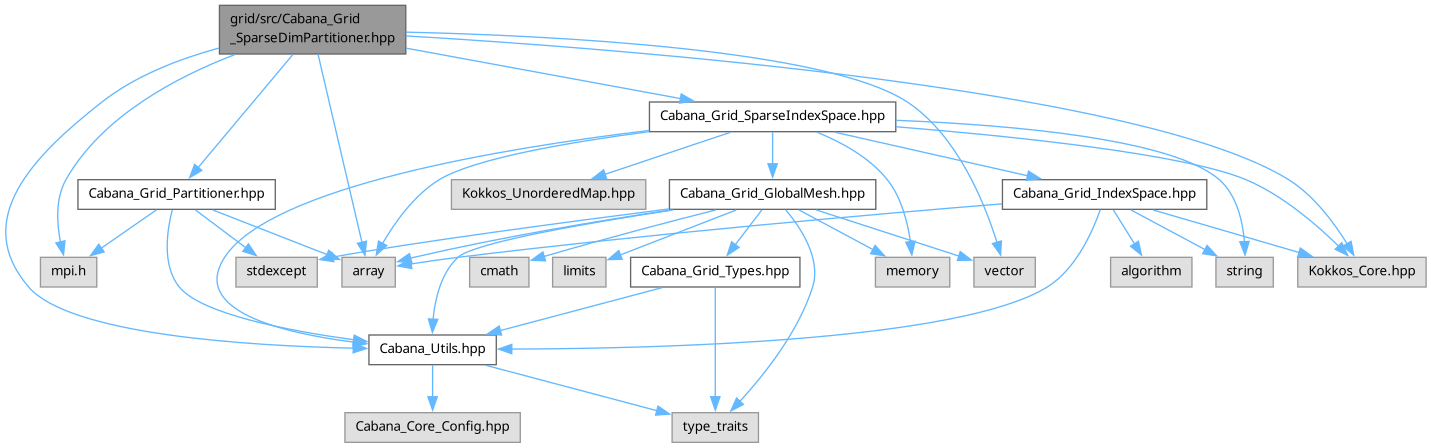 grid/src/Cabana_Grid
_SparseDimPartitioner.hpp
Cabana_Grid_SparseIndexSpace.hpp
Cabana_Grid_Partitioner.hpp
Kokkos_UnorderedMap.hpp
Cabana_Grid_GlobalMesh.hpp
Cabana_Grid_IndexSpace.hpp
mpi.h
stdexcept
array
cmath
limits
Cabana_Grid_Types.hpp
memory
vector
algorithm
string
Kokkos_Core.hpp
Cabana_Utils.hpp
Cabana_Core_Config.hpp
type_traits